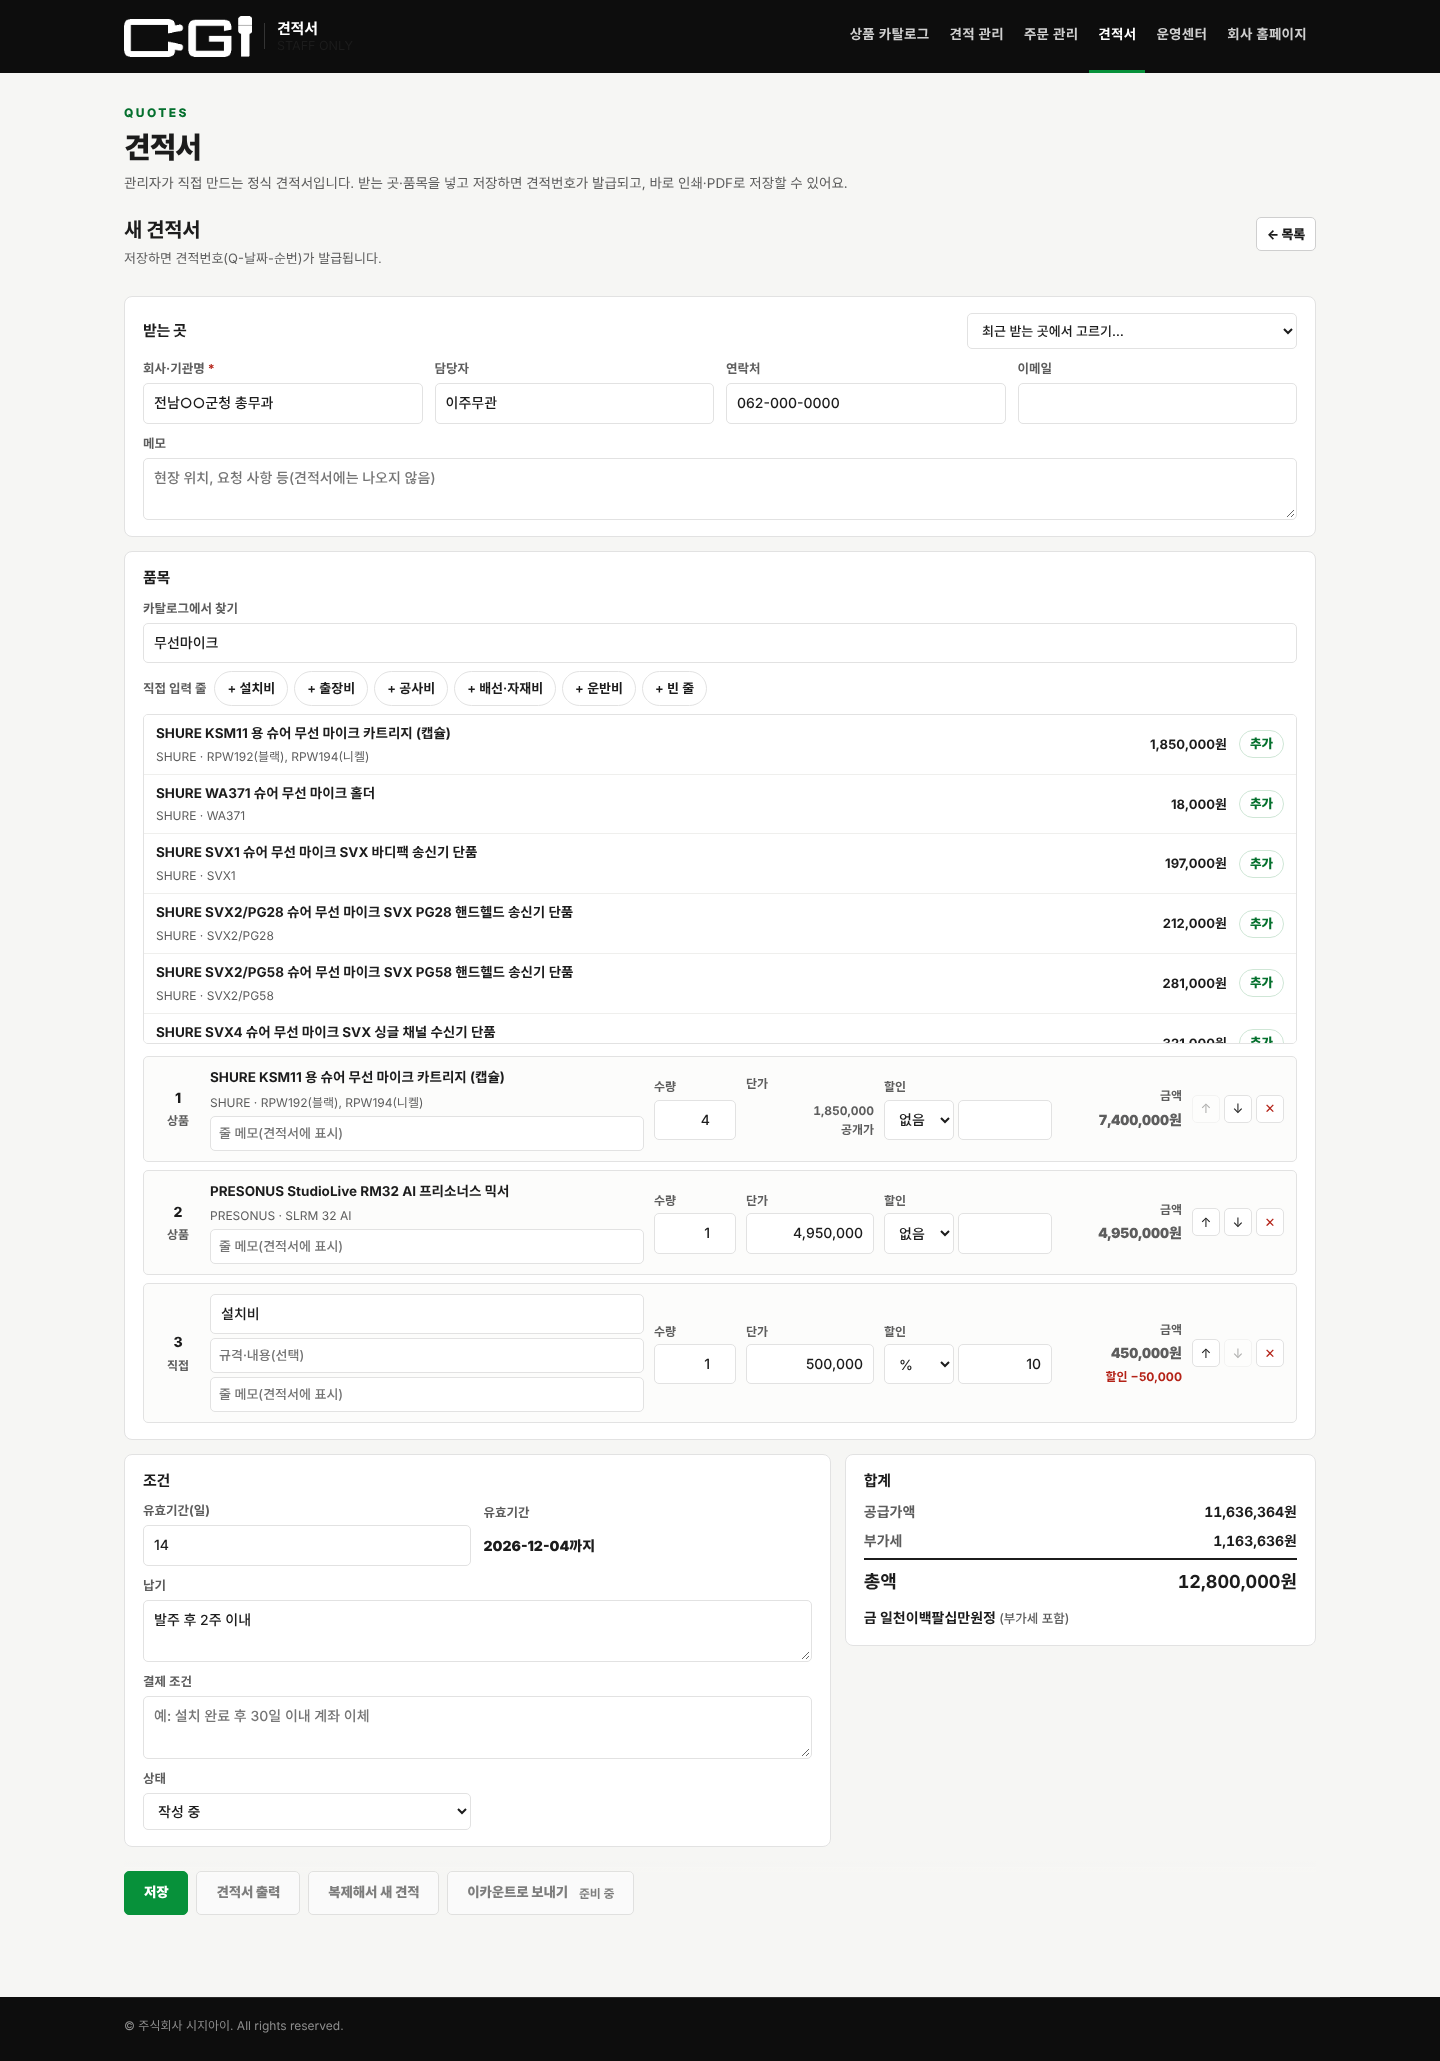 CGI
견적서
STAFF ONLY
상품 카탈로그 견적 관리 주문 관리 견적서 운영센터 회사 홈페이지
QUOTES
견적서
관리자가 직접 만드는 정식 견적서입니다. 받는 곳·품목을 넣고 저장하면 견적번호가 발급되고, 바로 인쇄·PDF로 저장할 수 있어요.
새 견적서
← 목록
저장하면 견적번호(Q-날짜-순번)가 발급됩니다.
받는 곳
최근 받는 곳에서 고르기...
회사·기관명 * 담당자 연락처 이메일
전남○○군청 총무과 이주무관 062-000-0000
메모
현장 위치, 요청 사항 등(견적서에는 나오지 않음)
품목
카탈로그에서 찾기
무선마이크
직접 입력 줄 + 설치비 + 출장비 + 공사비 + 배선·자재비 + 운반비 + 빈 줄
SHURE KSM11 용 슈어 무선 마이크 카트리지 (캡슐)
SHURE · RPW192(블랙), RPW194(니켈)
1,850,000원 추가
SHURE WA371 슈어 무선 마이크 홀더
SHURE · WA371
18,000원 추가
SHURE SVX1 슈어 무선 마이크 SVX 바디팩 송신기 단품
SHURE · SVX1
197,000원 추가
SHURE SVX2/PG28 슈어 무선 마이크 SVX PG28 핸드헬드 송신기 단품
SHURE · SVX2/PG28
212,000원 추가
SHURE SVX2/PG58 슈어 무선 마이크 SVX PG58 핸드헬드 송신기 단품
SHURE · SVX2/PG58
281,000원 추가
SHURE SVX4 슈어 무선 마이크 SVX 싱글 채널 수신기 단품
321,000원 추가
1
상품
SHURE KSM11 용 슈어 무선 마이크 카트리지 (캡슐)
SHURE · RPW192(블랙), RPW194(니켈)
줄 메모(견적서에 표시)
수량 단가 할인 금액
4 1,850,000 없음 7,400,000원 ↑ ↓ ×
공개가
2
상품
PRESONUS StudioLive RM32 AI 프리소너스 믹서
PRESONUS · SLRM 32 AI
줄 메모(견적서에 표시)
수량 단가 할인 금액
1 4,950,000 없음 4,950,000원 ↑ ↓ ×
3
직접
설치비
규격·내용(선택)
줄 메모(견적서에 표시)
수량 단가 할인 금액
1 500,000 % 10 450,000원 ↑ ↓ ×
할인 −50,000
조건
유효기간(일) 유효기간
14 2026-12-04까지
납기
발주 후 2주 이내
결제 조건
예: 설치 완료 후 30일 이내 계좌 이체
상태
작성 중
합계
공급가액 11,636,364원
부가세 1,163,636원
총액 12,800,000원
금 일천이백팔십만원정 (부가세 포함)
저장 견적서 출력 복제해서 새 견적 이카운트로 보내기 준비 중
© 주식회사 시지아이. All rights reserved.